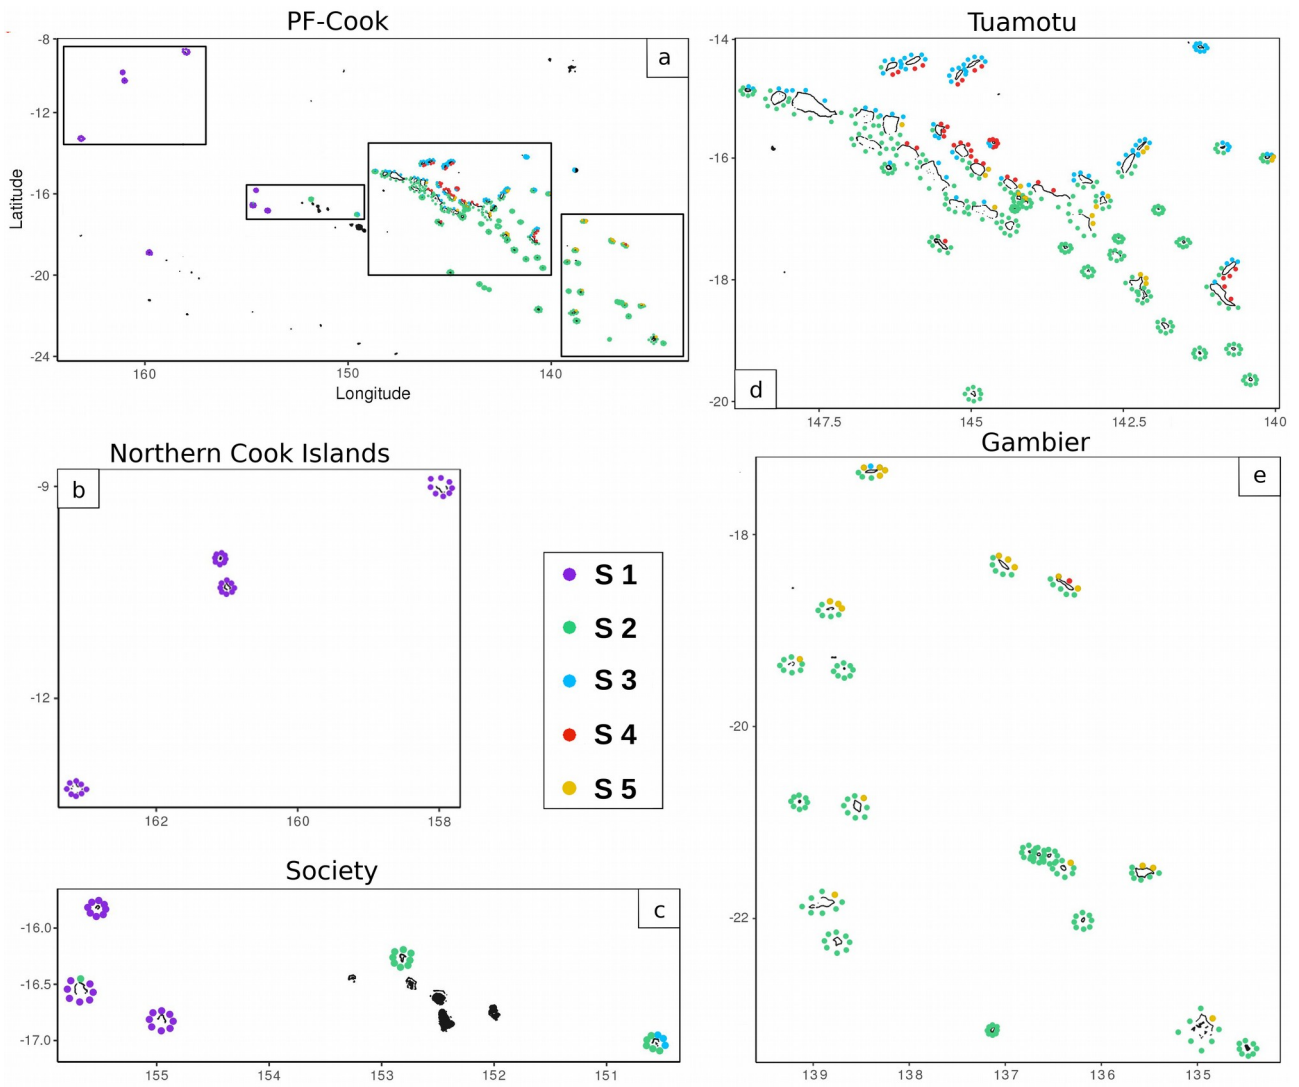 PF-Cook
a
-8
-12
-16
-20
-24
Latitude
160
150
140
Longitude
Tuamotu
-14
-16
-18
-20
d
147.5
145
142.5
140
Northern Cook Islands
b
-9
-12
162
160
158
S 1
S 2
S 3
S 4
S 5
Society
c
-16.0
-16.5
-17.0
155
154
153
152
151
Gambier
e
-18
-20
-22
139
138
137
136
135